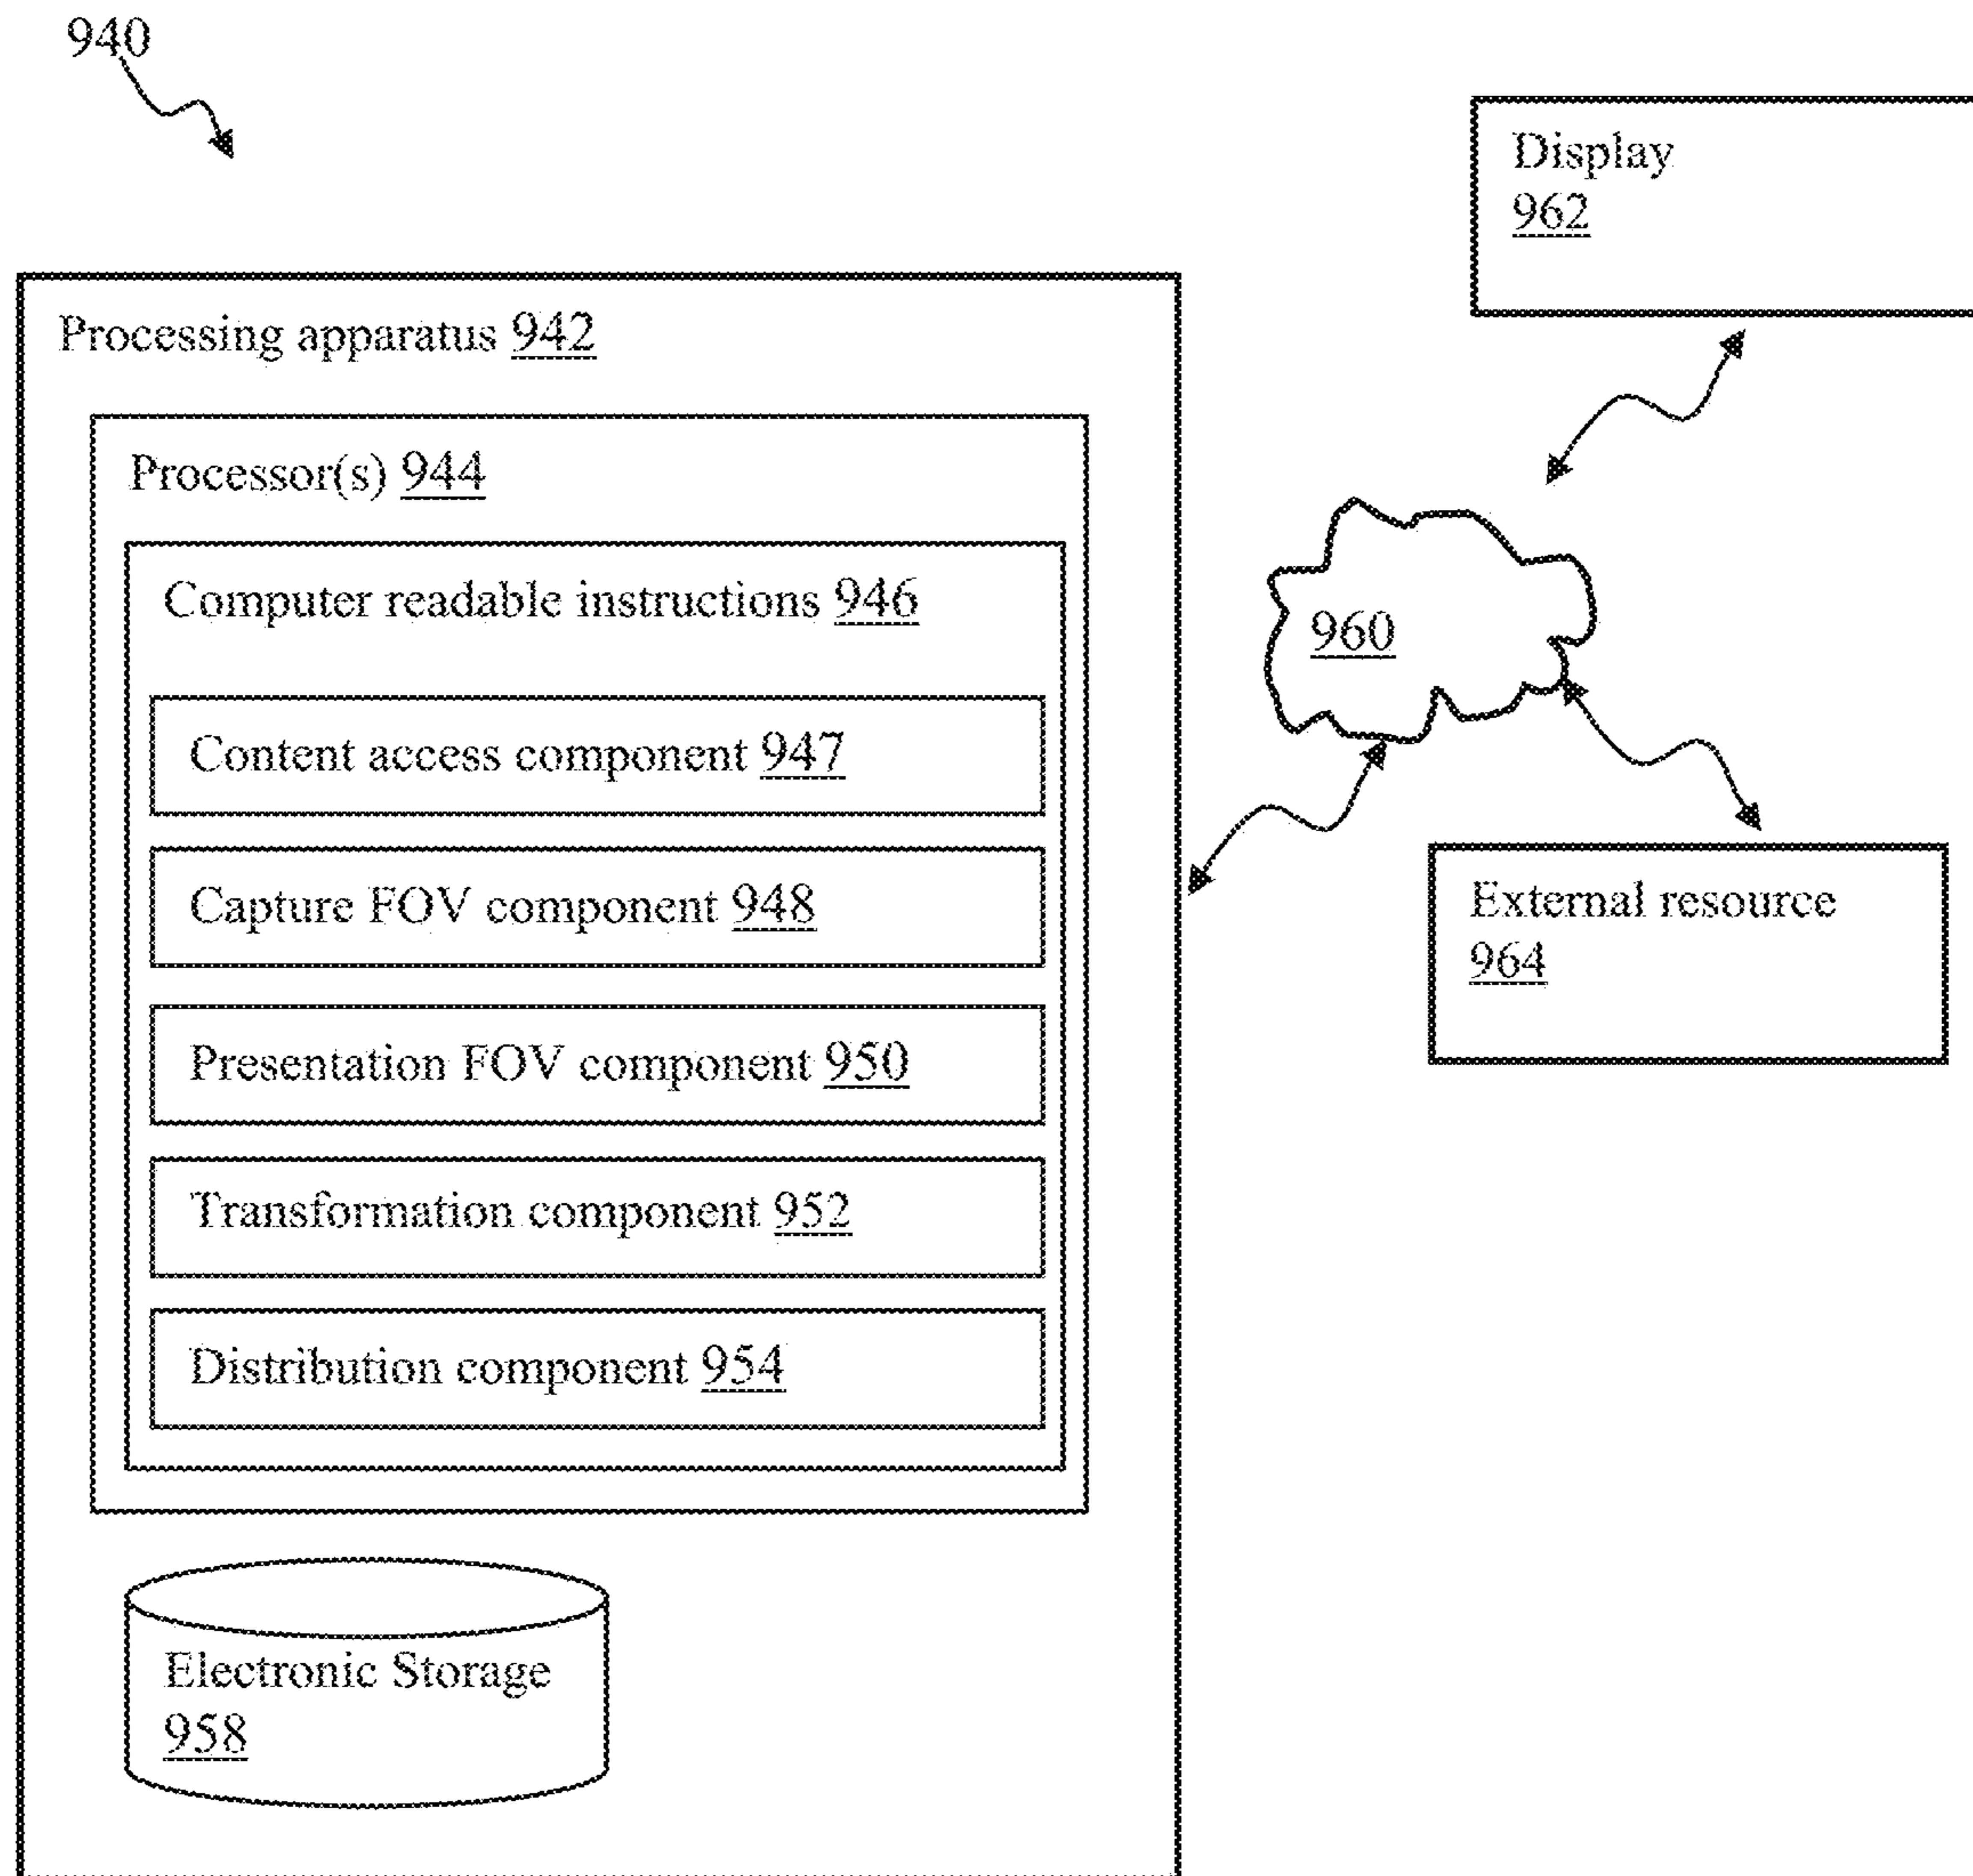 940
Display
962
Processing apparatus 942
Processor(s) 944
Computer readable instructions 946
960
Content access component 947
Capture FOV component 948
External resource
964
Presentation FOV component 950
Transformation component 952
Distribution component 954
Electronic Storage
958